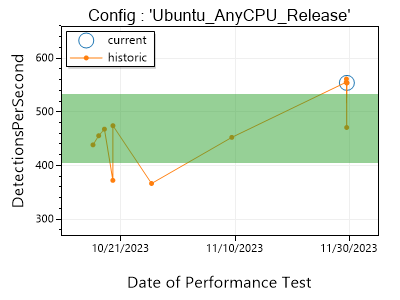 Config : 'Ubuntu_AnyCPU_Release'
current
historic
DetectionsPerSecond
600
500
400
300
10/21/2023
11/10/2023
11/30/2023
Date of Performance Test